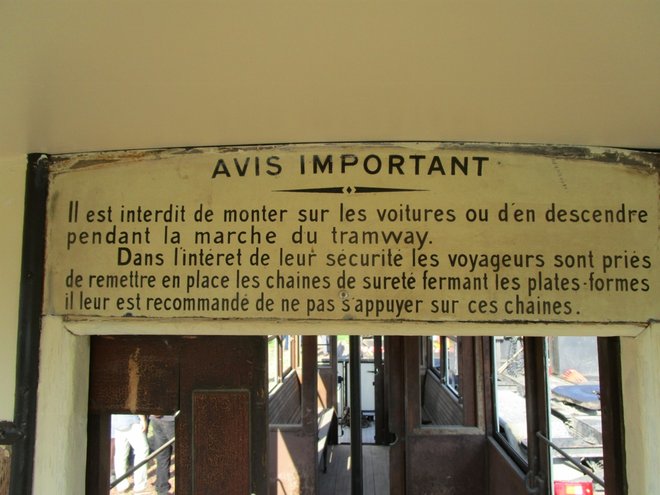 AVIS IMPORTANT
Il est interdit de monter sur les voitures ou d'en descendre
pendant la marche du tramway.
Dans l'intéret de leur sécurité les voyageurs sont priés
de remettre en place les chaines de sureté fermant les plates-formes
il leur est recommandé de ne pas s'appuyer sur ces chaines.